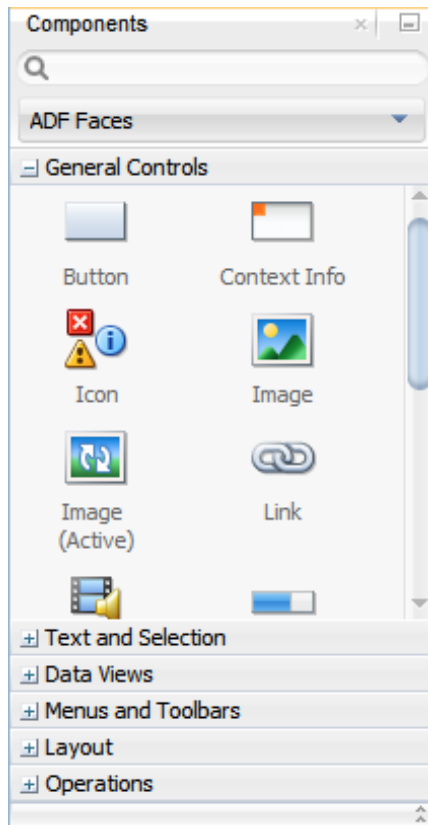 Components
ADF Faces
General Controls
Button
Context Info
Icon
Image
Image
(Active)
Link
Text and Selection
Data Views
Menus and Toolbars
Layout
Operations